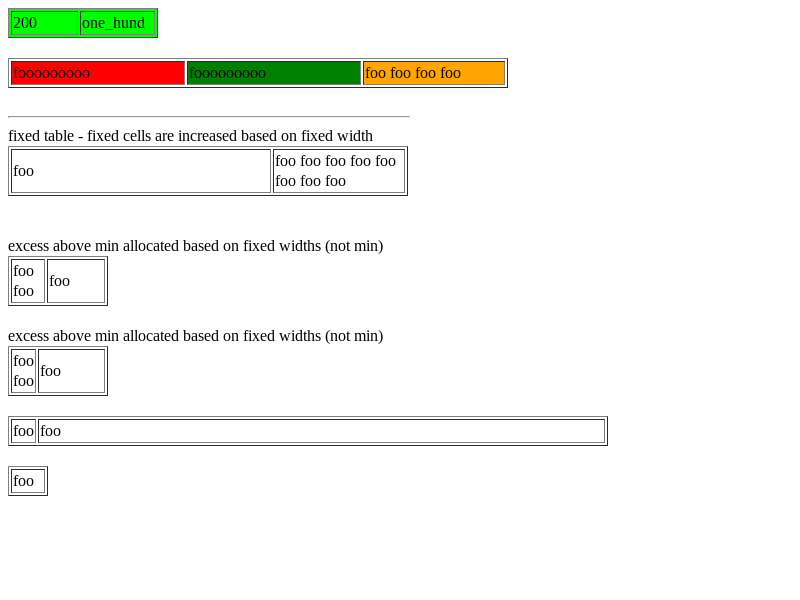 200 one_hund
fooooooooo fooooooooo foo foo foo foo
fixed table - fixed cells are increased based on fixed width
foo foo foo foo foo foo
foo foo foo
excess above min allocated based on fixed widths (not min)
foo
foo foo
excess above min allocated based on fixed widths (not min)
foo
foo foo
foo foo
foo